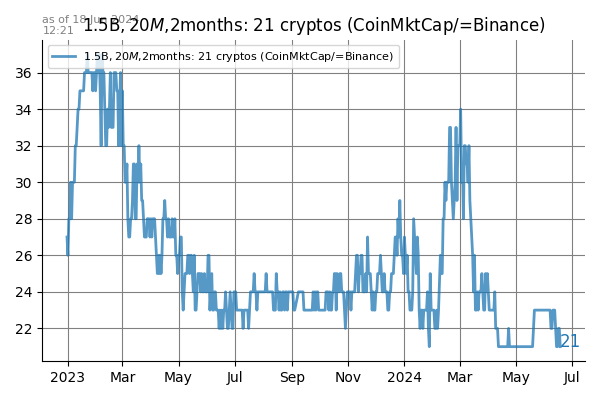 as of 18 Jun 2024
12:21
1.5B, 20M, 2months: 21 cryptos (CoinMktCap/=Binance)
1.5B, 20M, 2months: 21 cryptos (CoinMktCap/=Binance)
36
34
32
30
28
26
24
22
21
2023 Mar May Jul Sep Nov 2024 Mar May Jul